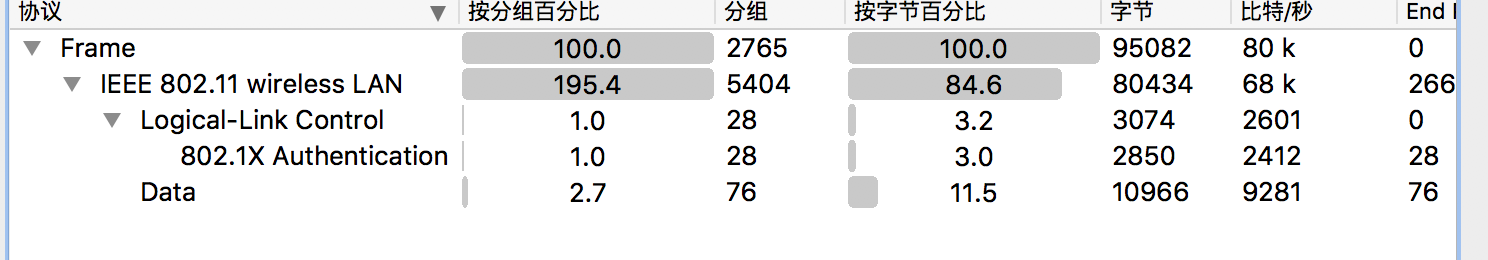 协议 按分组百分比 分组 按字节百分比 字节 比特/秒 End
Frame 100.0 2765 100.0 95082 80 k 0
IEEE 802.11 wireless LAN 195.4 5404 84.6 80434 68 k 266
Logical-Link Control 1.0 28 3.2 3074 2601 0
802.1X Authentication 1.0 28 3.0 2850 2412 28
Data 2.7 76 11.5 10966 9281 76